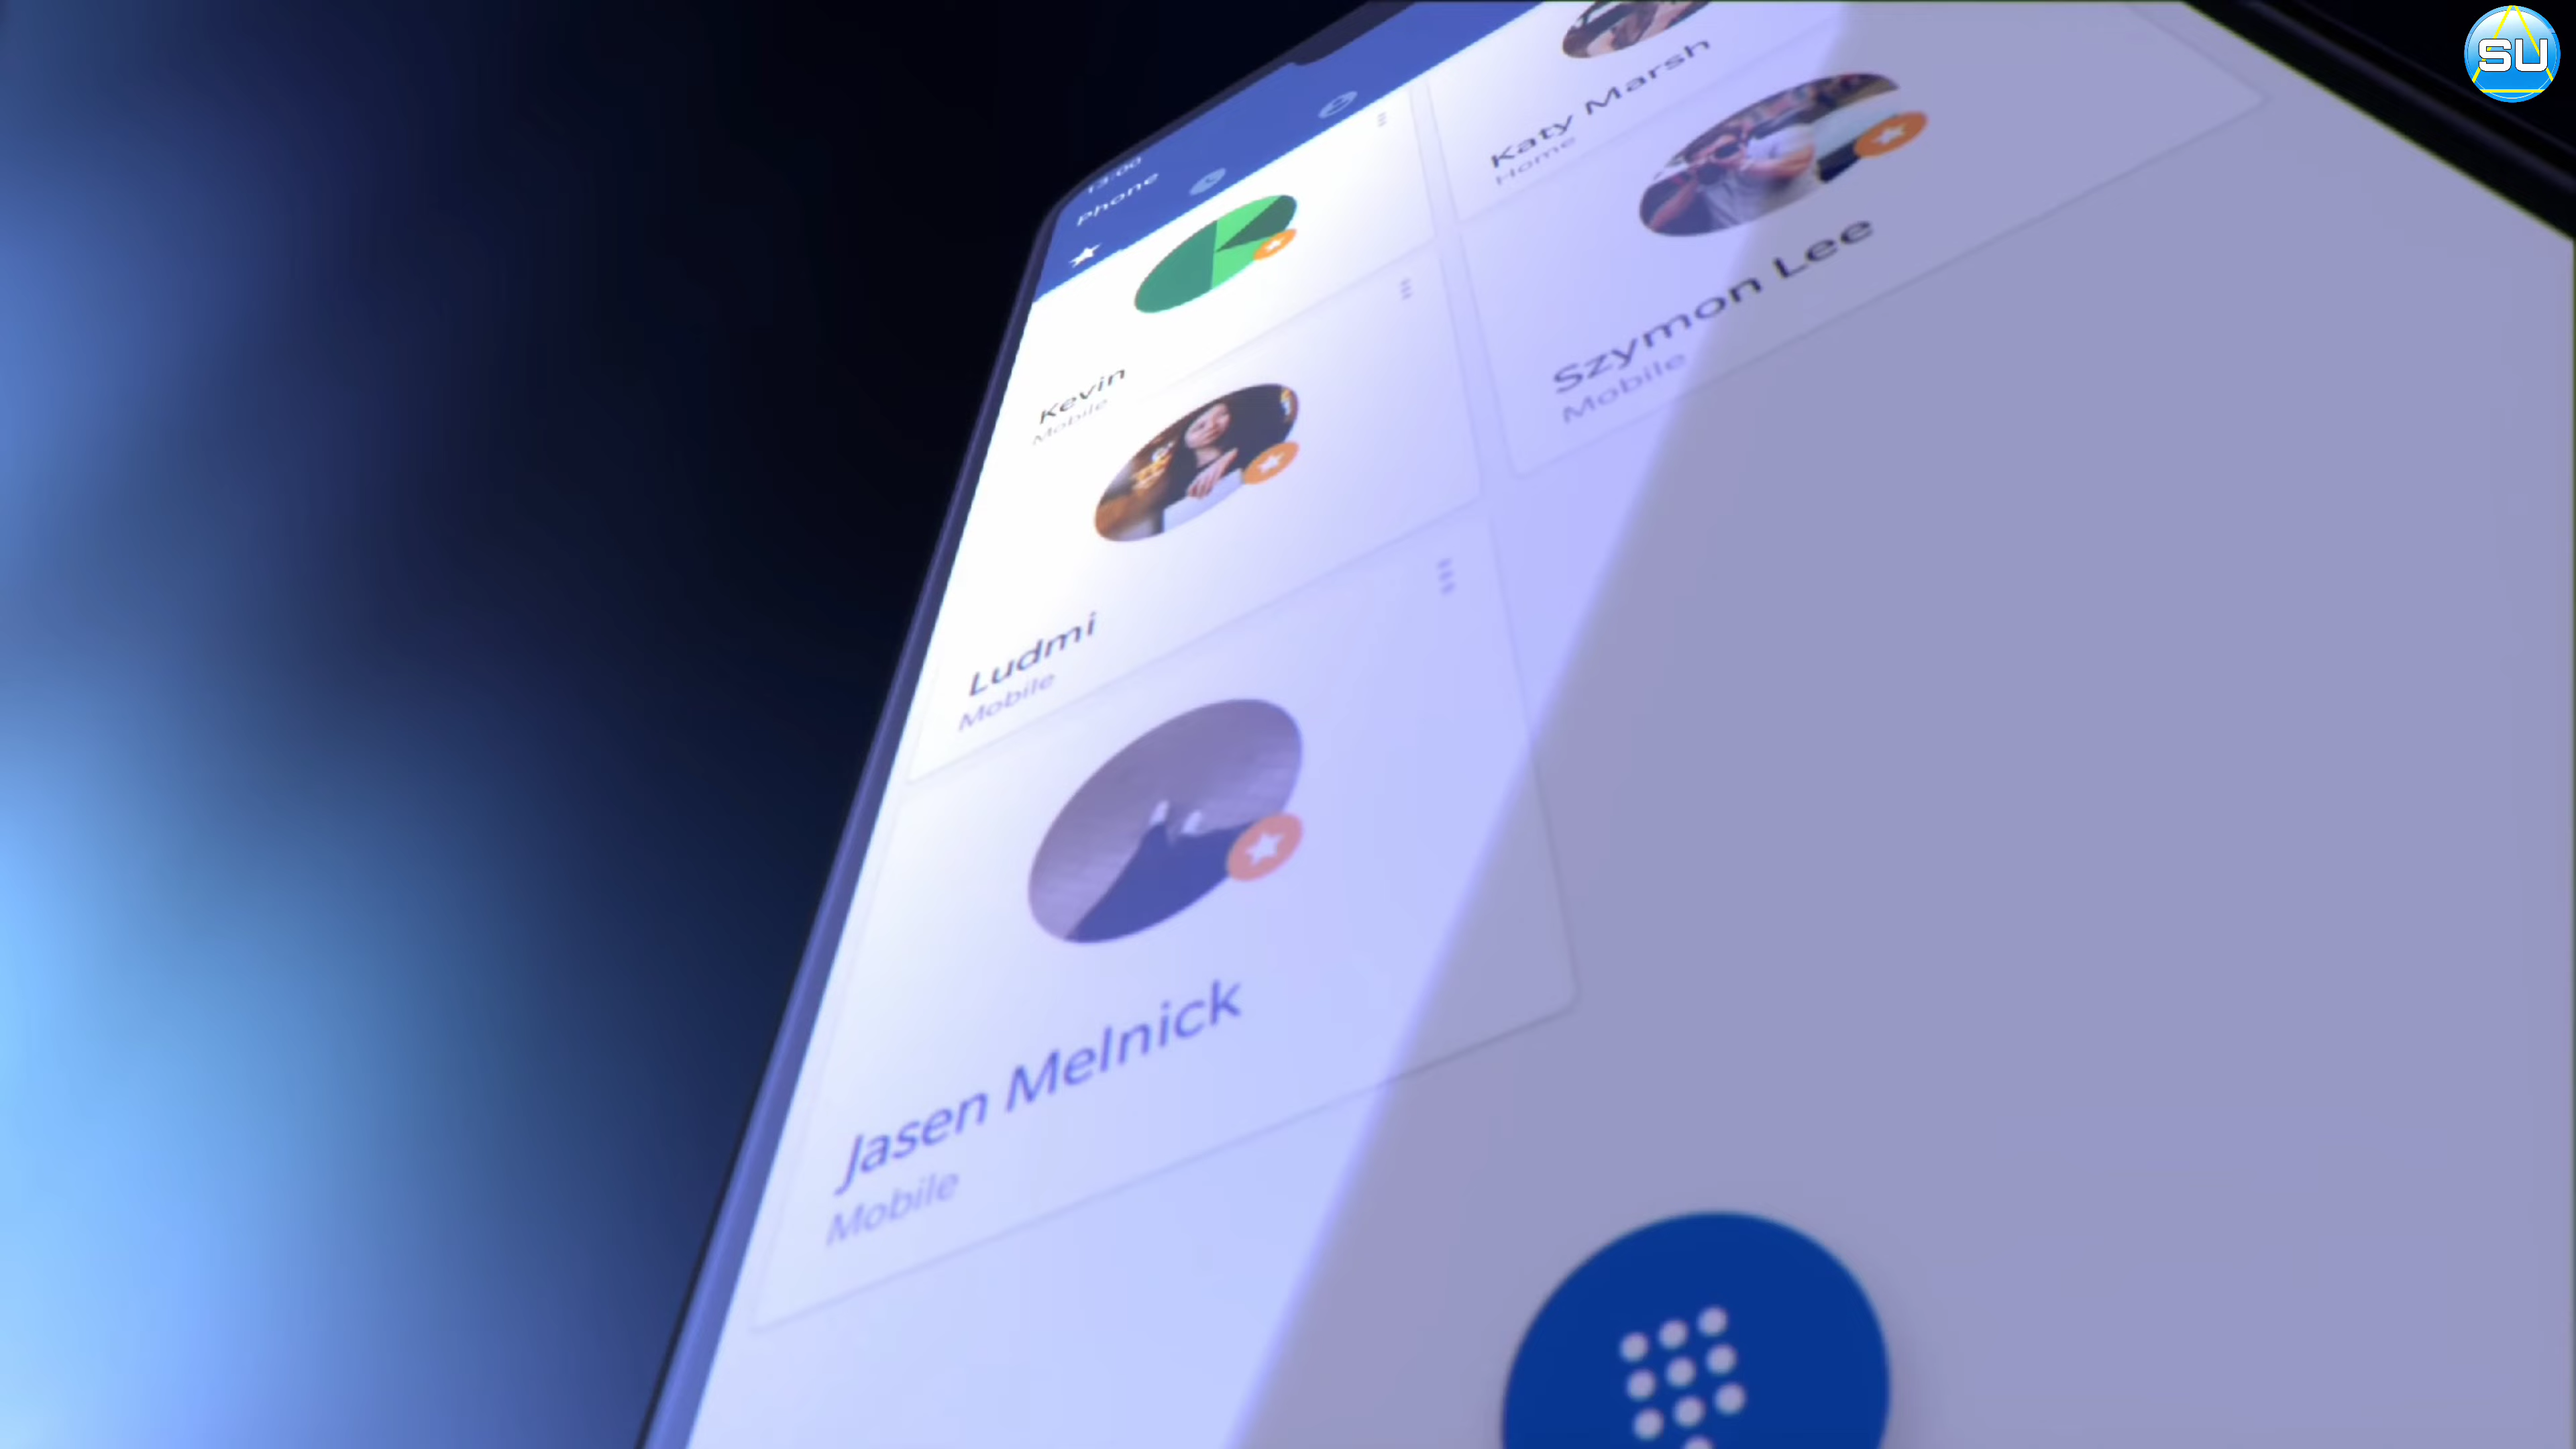 SU
13:00
Phone
Katy Marsh
Home
Kevin
Mobile
Szymon Lee
Mobile
Ludmi
Mobile
Jasen Melnick
Mobile